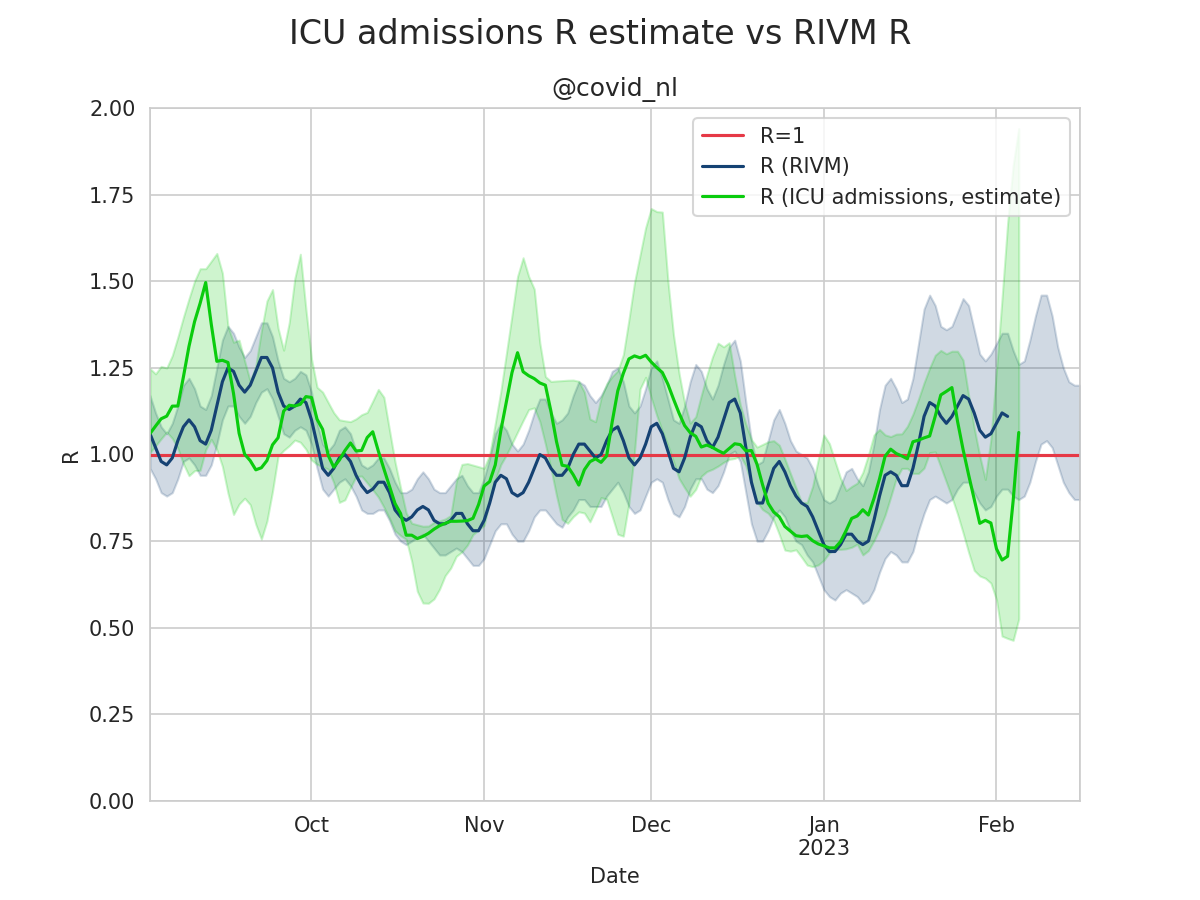 ICU admissions R estimate vs RIVM R
@covid_nl
R=1
R (RIVM)
R (ICU admissions, estimate)
2.00
1.75
1.50
1.25
1.00
0.75
0.50
0.25
0.00
R
Oct
Nov
Dec
Jan
2023
Feb
Date